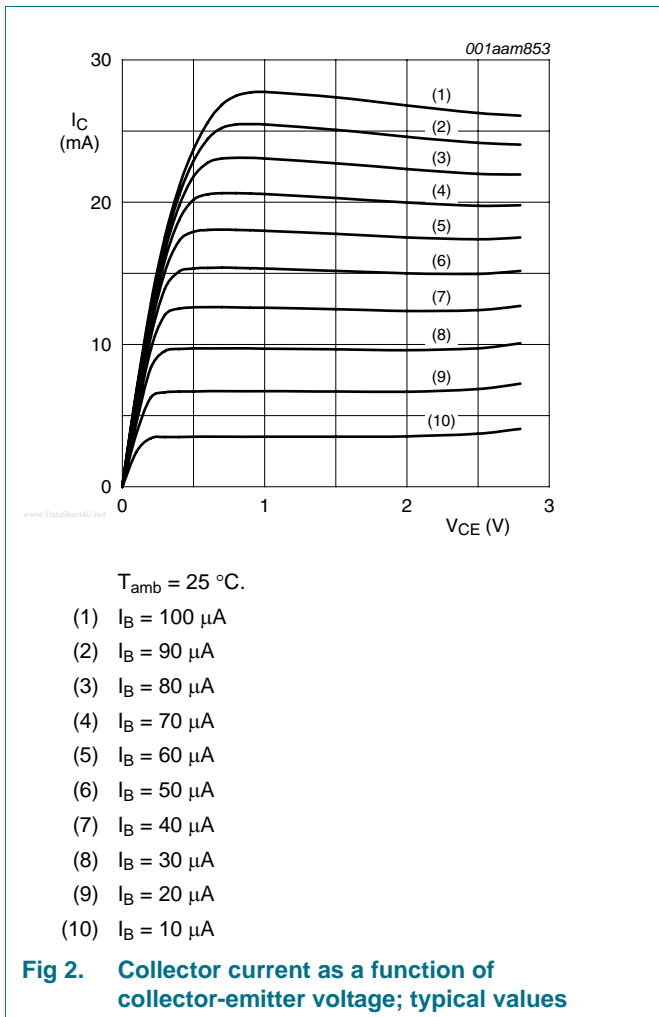 001aam853
30
I_C
(mA)
20
10
0
(1)
(2)
(3)
(4)
(5)
(6)
(7)
(8)
(9)
(10)
0 1 2 3
V_CE (V)
www.DataSheet4U.net
T_amb = 25 °C.
(1) I_B = 100 μA
(2) I_B = 90 μA
(3) I_B = 80 μA
(4) I_B = 70 μA
(5) I_B = 60 μA
(6) I_B = 50 μA
(7) I_B = 40 μA
(8) I_B = 30 μA
(9) I_B = 20 μA
(10) I_B = 10 μA
Fig 2. Collector current as a function of
collector-emitter voltage; typical values